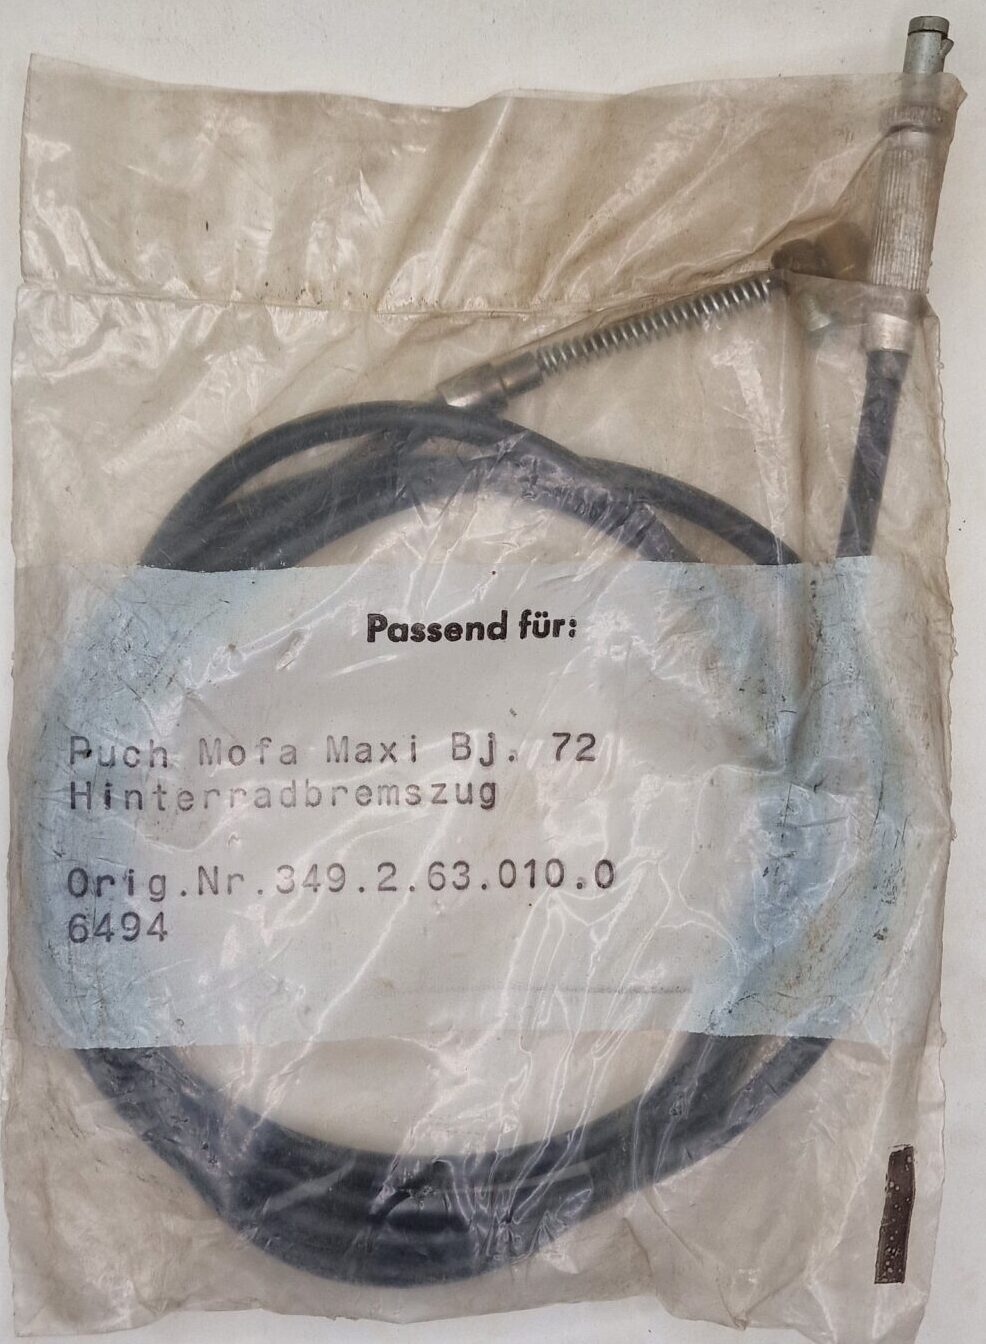 Passend für:
Puch Mofa Maxi Bj. 72
Hinterradbremszug
Orig.Nr.349.2.63.010.0
6494